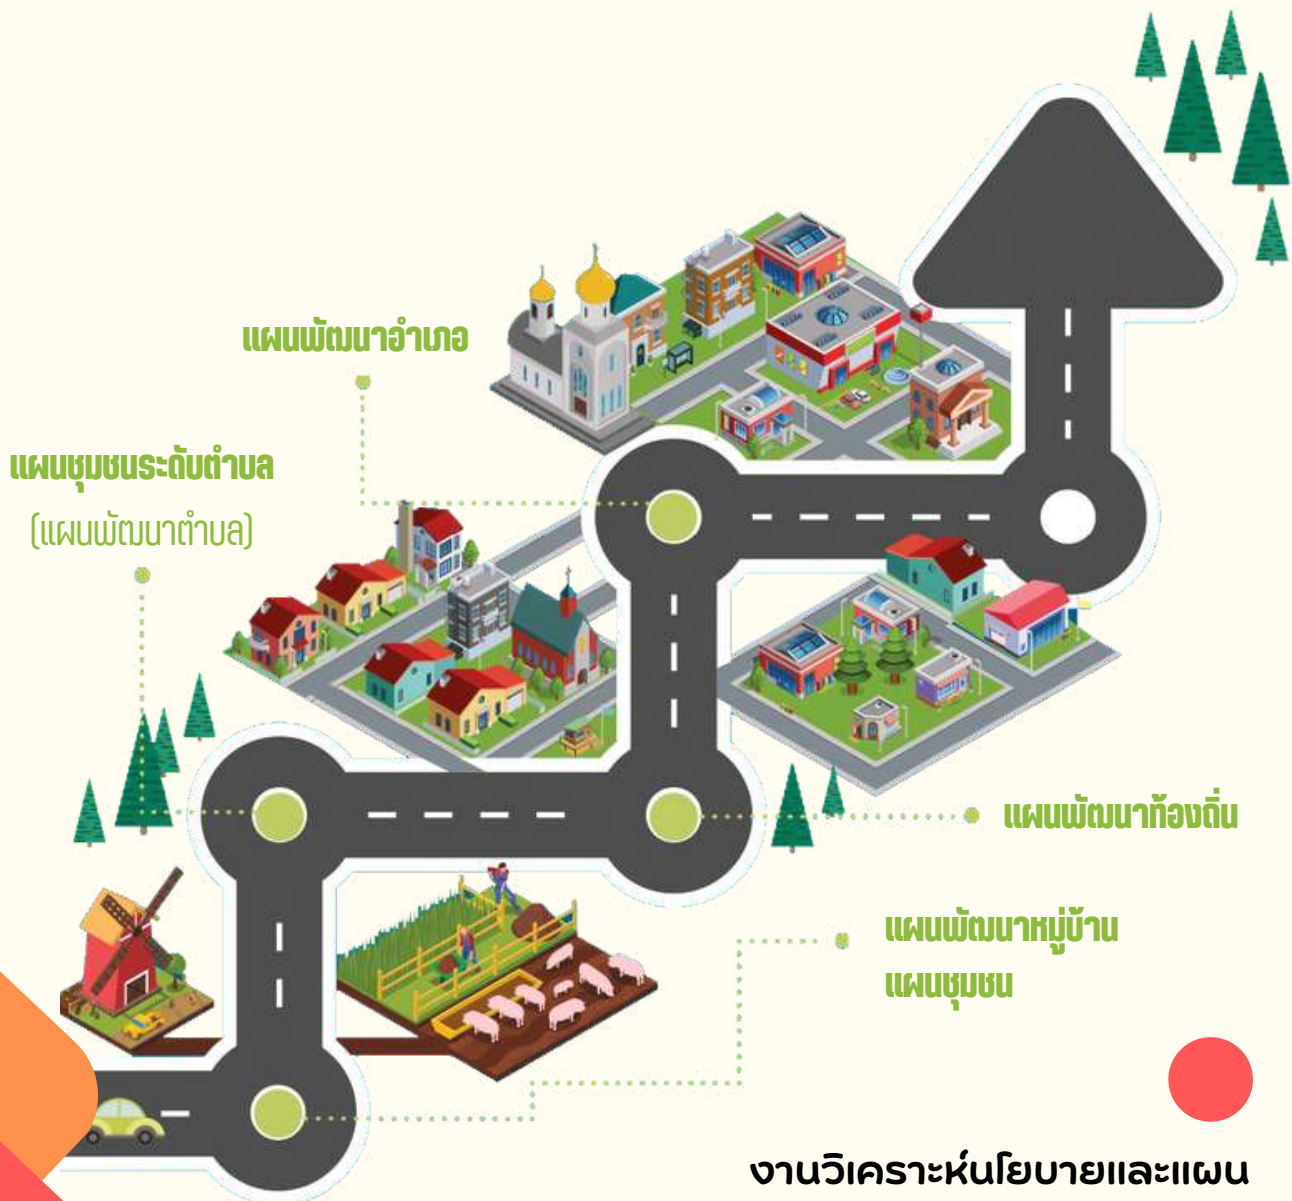 แผนพัฒนาอำเภอ
แผนชุมชนระดับตำบล
(แผนพัฒนาตำบล)
แผนพัฒนาท้องถิ่น
แผนพัฒนาหมู่บ้าน
แผนชุมชน
งานวิเคราะห์นโยบายและแผน